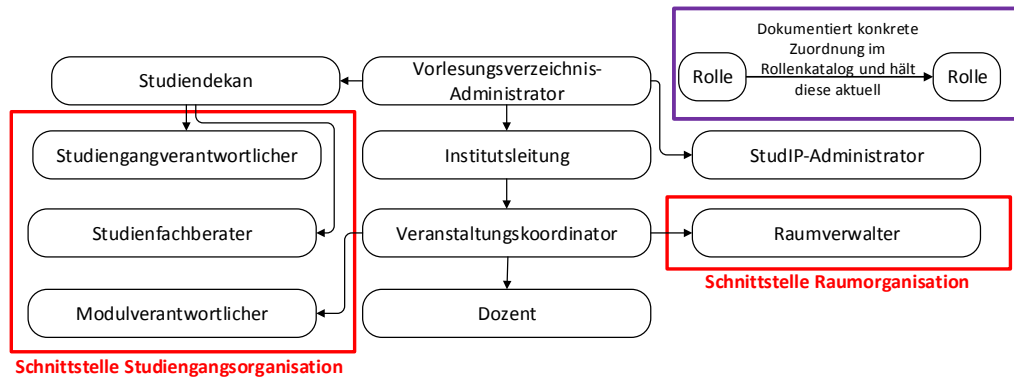 Dokumentiert konkrete
Zuordnung im
Rollenkatalog und hält
diese aktuell
Rolle
Rolle
Studiendekan
Vorlesungsverzeichnis-
Administrator
Studiengangverantwortlicher
Institutsleitung
StudIP-Administrator
Studienfachberater
Veranstaltungskoordinator
Raumverwalter
Schnittstelle Raumorganisation
Modulverantwortlicher
Dozent
Schnittstelle Studiengangsorganisation